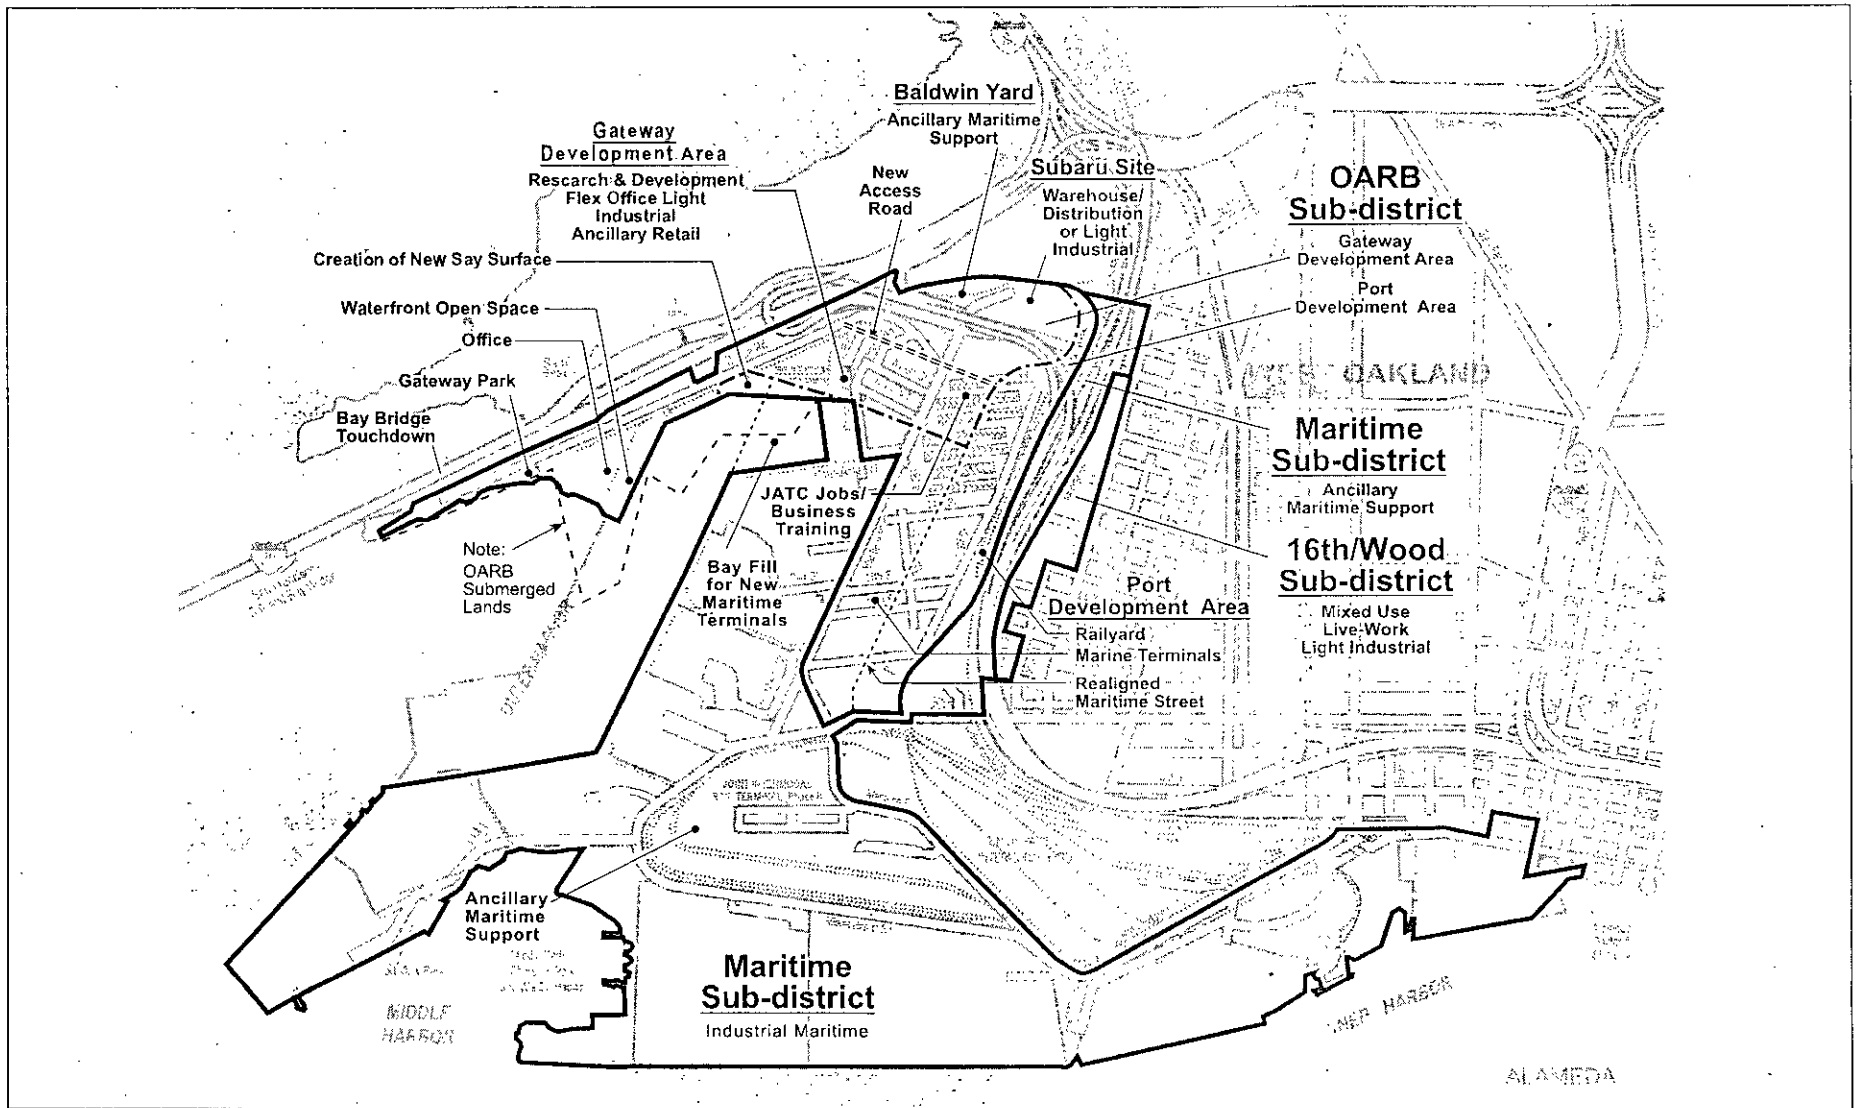 Baldwin Yard
Ancillary Maritime
Support
Gateway
Development Area
Rescarch & Development
Flex Office Light
Industrial
Ancillary Retail
New
Access
Road
Subaru Site
Warehouse/
Distribution
or Light
Industrial
OARB
Sub-district
Gateway
Development Area
Port
Development Area
Creation of New Say Surface
Waterfront Open Space
Office
Gateway Park
Bay Bridge
Touchdown
WEST OAKLAND
Maritime
Sub-district
Ancillary
Maritime Support
JATC Jobs/
Business
Training
Note:
OARB
Submerged
Lands
Bay Fill
for New
Maritime
Terminals
16th/Wood
Sub-district
Mixed Use
Live-Work
Light Industrial
Port
Development Area
Railyard
Marine Terminals
Realigned
Maritime Street
OUTER HARBOR
Ancillary
Maritime
Support
Maritime
Sub-district
Industrial Maritime
MIDDLE
HARBOR
INNER HARBOR
ALAMEDA